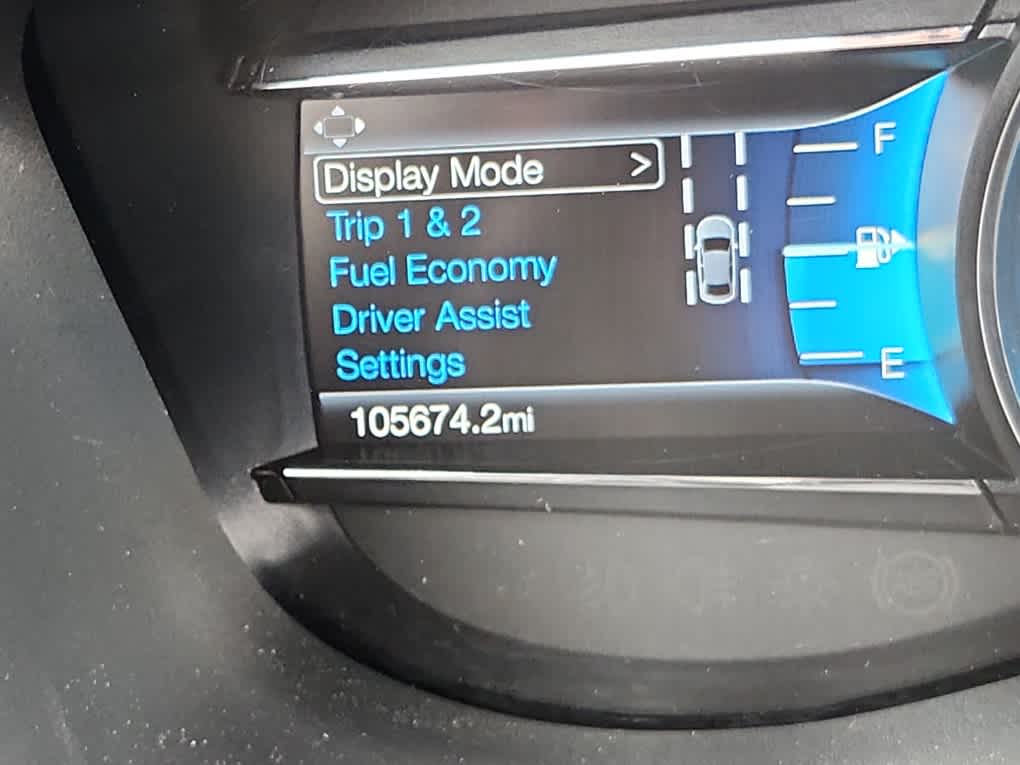 Display Mode >
Trip 1 & 2
Fuel Economy
Driver Assist
Settings
105674.2mi
F
E